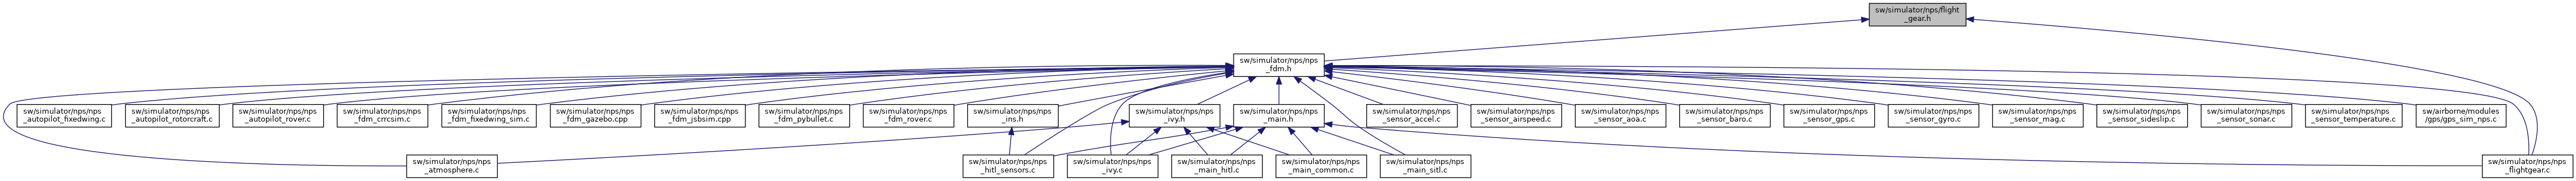 sw/simulator/nps/flight
_gear.h
sw/simulator/nps/nps
_fdm.h
sw/simulator/nps/nps
_autopilot_fixedwing.c
sw/simulator/nps/nps
_autopilot_rotorcraft.c
sw/simulator/nps/nps
_autopilot_rover.c
sw/simulator/nps/nps
_fdm_crrcsim.c
sw/simulator/nps/nps
_fdm_fixedwing_sim.c
sw/simulator/nps/nps
_fdm_gazebo.cpp
sw/simulator/nps/nps
_fdm_jsbsim.cpp
sw/simulator/nps/nps
_fdm_pybullet.c
sw/simulator/nps/nps
_fdm_rover.c
sw/simulator/nps/nps
_ins.h
sw/simulator/nps/nps
_ivy.h
sw/simulator/nps/nps
_main.h
sw/simulator/nps/nps
_sensor_accel.c
sw/simulator/nps/nps
_sensor_airspeed.c
sw/simulator/nps/nps
_sensor_aoa.c
sw/simulator/nps/nps
_sensor_baro.c
sw/simulator/nps/nps
_sensor_gps.c
sw/simulator/nps/nps
_sensor_gyro.c
sw/simulator/nps/nps
_sensor_mag.c
sw/simulator/nps/nps
_sensor_sideslip.c
sw/simulator/nps/nps
_sensor_sonar.c
sw/simulator/nps/nps
_sensor_temperature.c
sw/airborne/modules
/gps/gps_sim_nps.c
sw/simulator/nps/nps
_atmosphere.c
sw/simulator/nps/nps
_hitl_sensors.c
sw/simulator/nps/nps
_ivy.c
sw/simulator/nps/nps
_main_hitl.c
sw/simulator/nps/nps
_main_common.c
sw/simulator/nps/nps
_main_sitl.c
sw/simulator/nps/nps
_flightgear.c